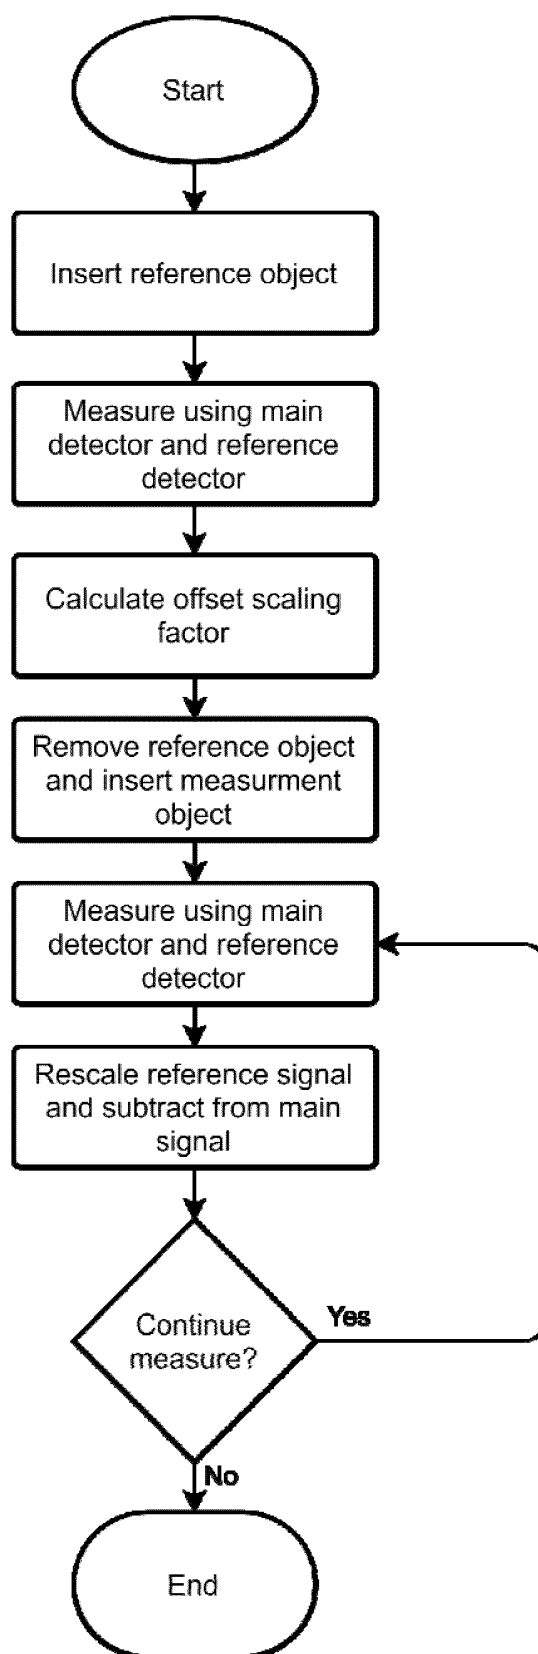 Start
Insert reference object
Measure using main
detector and reference
detector
Calculate offset scaling
factor
Remove reference object
and insert measurment
object
Measure using main
detector and reference
detector
Rescale reference signal
and subtract from main
signal
Continue
measure?
Yes
No
End